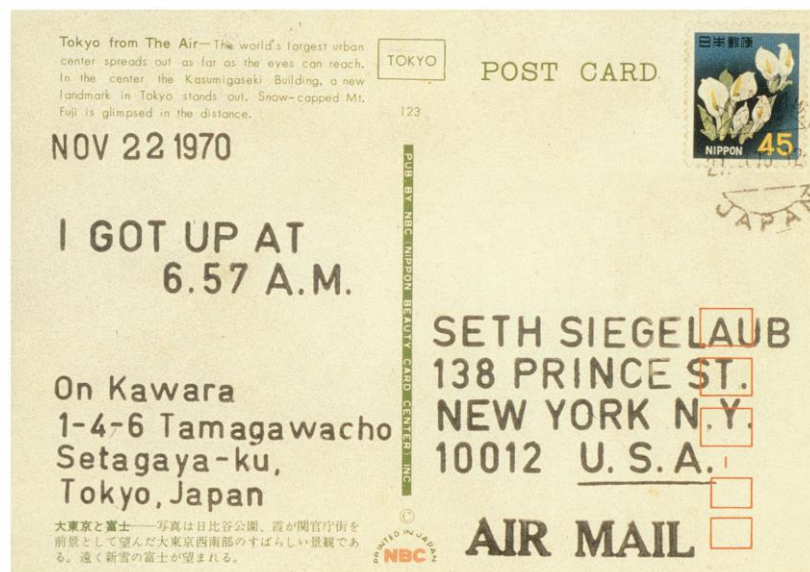 Tokyo from The Air—The world's largest urban
center spreads out as far as the eyes can reach.
In the center the Kasumigaseki Building, a new
landmark in Tokyo stands out. Snow-capped Mt.
Fuji is glimpsed in the distance.
TOKYO
123
POST CARD
日本郵便
NIPPON 45
JAPAN
NOV 22 1970
I GOT UP AT
6.57 A.M.
PUB BY NBC (NIPPON BEAUTY CARD CENTER) INC
SETH SIEGELAUB
138 PRINCE ST.
NEW YORK N.Y.
10012 U.S.A.
On Kawara
1-4-6 Tamagawacho
Setagaya-ku,
Tokyo, Japan
大東京と富士——写真は日比谷公園、霞が関官庁街を
前景として望んだ大東京西南部のすばらしい景観であ
る。遠く新雪の富士が望まれる。
©
PRINTED IN JAPAN
NBC
AIR MAIL